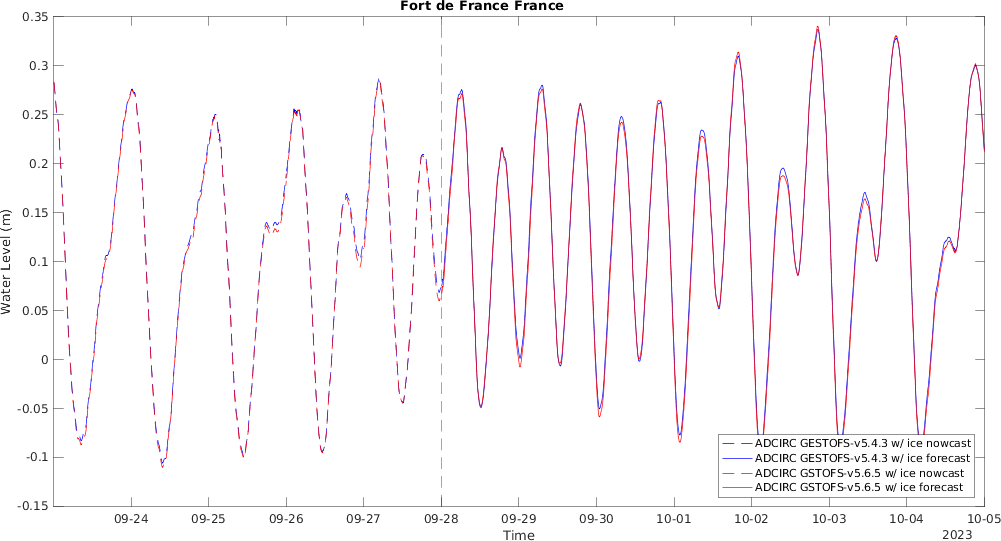 Fort de France France
0.35
0.3
0.25
0.2
0.15
0.1
0.05
0
-0.05
-0.1
-0.15
Water Level (m)
ADCIRC GESTOFS-v5.4.3 w/ ice nowcast
ADCIRC GESTOFS-v5.4.3 w/ ice forecast
ADCIRC GSTOFS-v5.6.5 w/ ice nowcast
ADCIRC GSTOFS-v5.6.5 w/ ice forecast
09-24 09-25 09-26 09-27 09-28 09-29 09-30 10-01 10-02 10-03 10-04 10-05
Time 2023